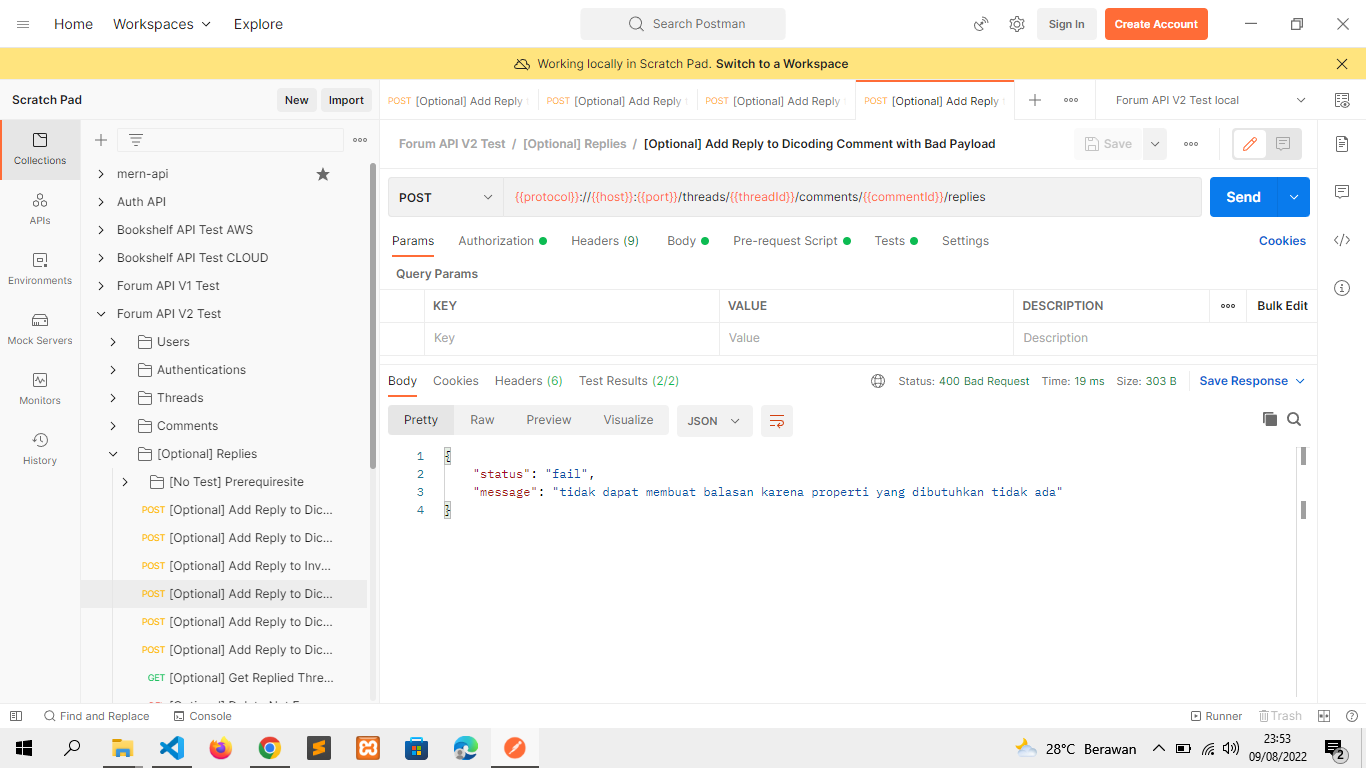 Home Workspaces Explore Search Postman Sign In Create Account
Working locally in Scratch Pad. Switch to a Workspace
Scratch Pad New Import
POST [Optional] Add Reply POST [Optional] Add Reply POST [Optional] Add Reply POST [Optional] Add Reply Forum API V2 Test local
Collections
APIs
Environments
Mock Servers
Monitors
History
mern-api
Auth API
Bookshelf API Test AWS
Bookshelf API Test CLOUD
Forum API V1 Test
Forum API V2 Test
Users
Authentications
Threads
Comments
[Optional] Replies
[No Test] Prerequiresite
POST [Optional] Add Reply to Dic...
POST [Optional] Add Reply to Dic...
POST [Optional] Add Reply to Inv...
POST [Optional] Add Reply to Dic...
POST [Optional] Add Reply to Dic...
POST [Optional] Add Reply to Dic...
GET [Optional] Get Replied Thre...
Forum API V2 Test / [Optional] Replies / [Optional] Add Reply to Dicoding Comment with Bad Payload Save
POST {{protocol}}://{{host}}:{{port}}/threads/{{threadId}}/comments/{{commentId}}/replies Send
Params Authorization Headers (9) Body Pre-request Script Tests Settings Cookies
Query Params
KEY VALUE DESCRIPTION Bulk Edit
Key Value Description
Body Cookies Headers (6) Test Results (2/2) Status: 400 Bad Request Time: 19 ms Size: 303 B Save Response
Pretty Raw Preview Visualize JSON
1 {
2 "status": "fail",
3 "message": "tidak dapat membuat balasan karena properti yang dibutuhkan tidak ada"
4 }
Find and Replace Console Runner Trash
28°C Berawan 23:53
09/08/2022 2